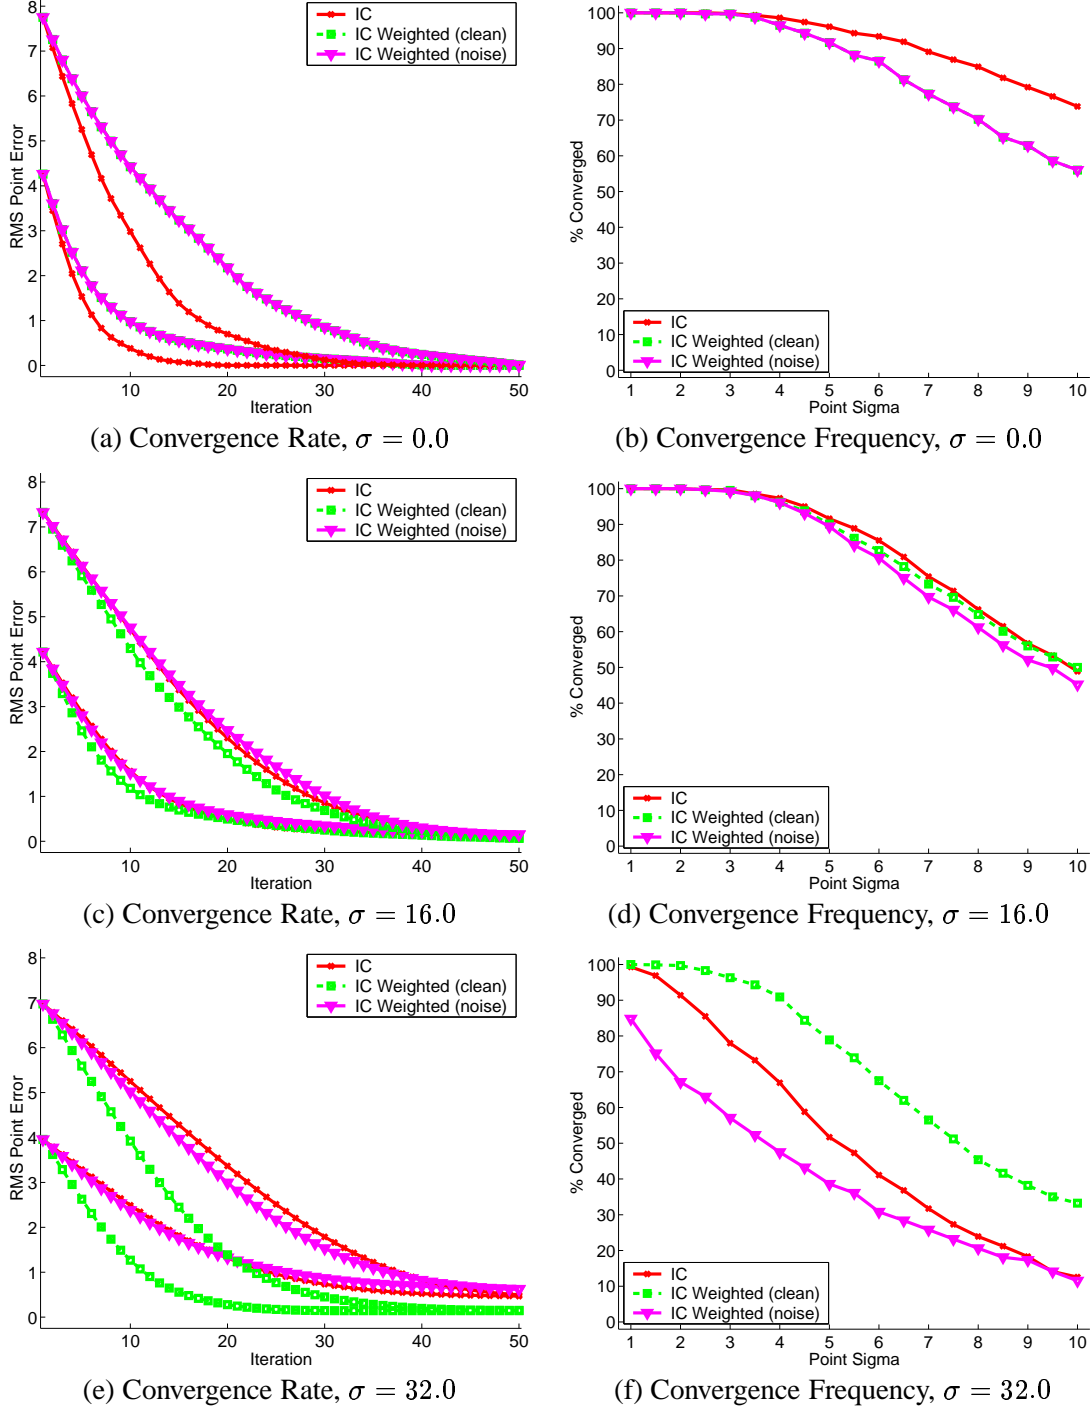 8
7
6
5
4
3
2
1
0
RMS Point Error
10 20 30 40 50
Iteration
IC
IC Weighted (clean)
IC Weighted (noise)
(a) Convergence Rate, σ = 0.0
100
90
80
70
60
50
40
30
20
10
0
% Converged
1 2 3 4 5 6 7 8 9 10
Point Sigma
IC
IC Weighted (clean)
IC Weighted (noise)
(b) Convergence Frequency, σ = 0.0
8
7
6
5
4
3
2
1
0
RMS Point Error
10 20 30 40 50
Iteration
IC
IC Weighted (clean)
IC Weighted (noise)
(c) Convergence Rate, σ = 16.0
100
90
80
70
60
50
40
30
20
10
0
% Converged
1 2 3 4 5 6 7 8 9 10
Point Sigma
IC
IC Weighted (clean)
IC Weighted (noise)
(d) Convergence Frequency, σ = 16.0
8
7
6
5
4
3
2
1
0
RMS Point Error
10 20 30 40 50
Iteration
IC
IC Weighted (clean)
IC Weighted (noise)
(e) Convergence Rate, σ = 32.0
100
90
80
70
60
50
40
30
20
10
0
% Converged
1 2 3 4 5 6 7 8 9 10
Point Sigma
IC
IC Weighted (clean)
IC Weighted (noise)
(f) Convergence Frequency, σ = 32.0